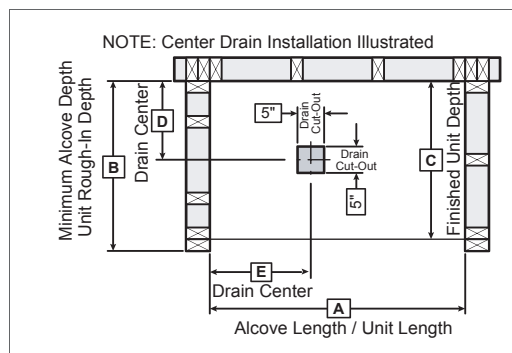 NOTE: Center Drain Installation Illustrated
Minimum Alcove Depth
Unit Rough-In Depth
B
Drain Center
D
5"
Drain
Cut-Out
Drain
Cut-Out
5"
C
Finished Unit Depth
E
Drain Center
A
Alcove Length / Unit Length